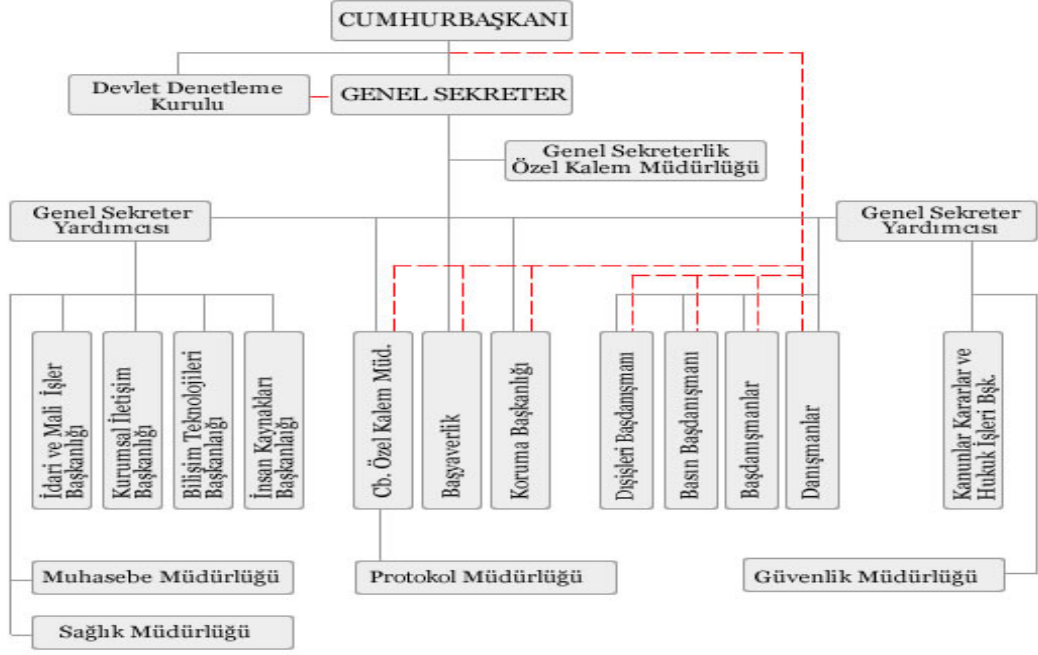 CUMHURBAŞKANI
Devlet Denetleme
Kurulu
GENEL SEKRETER
Genel Sekreterlik
Özel Kalem Müdürlüğü
Genel Sekreter
Yardımcısı
Genel Sekreter
Yardımcısı
İdari ve Mali İşler
Başkanlığı
Kurumsal İletişim
Başkanlığı
Bilişim Teknolojileri
Başkanlaığı
İnsan Kaynakları
Başkanlaığı
Cb. Özel Kalem Müd.
Başyaverlik
Koruma Başkanlığı
Dışişleri Başdanışmanı
Basın Başdanışmanı
Başdanışmanlar
Danışmanlar
Kanunlar Kararlar ve
Hukuk İşleri Bşk.
Muhasebe Müdürlüğü
Protokol Müdürlüğü
Güvenlik Müdürlüğü
Sağlık Müdürlüğü